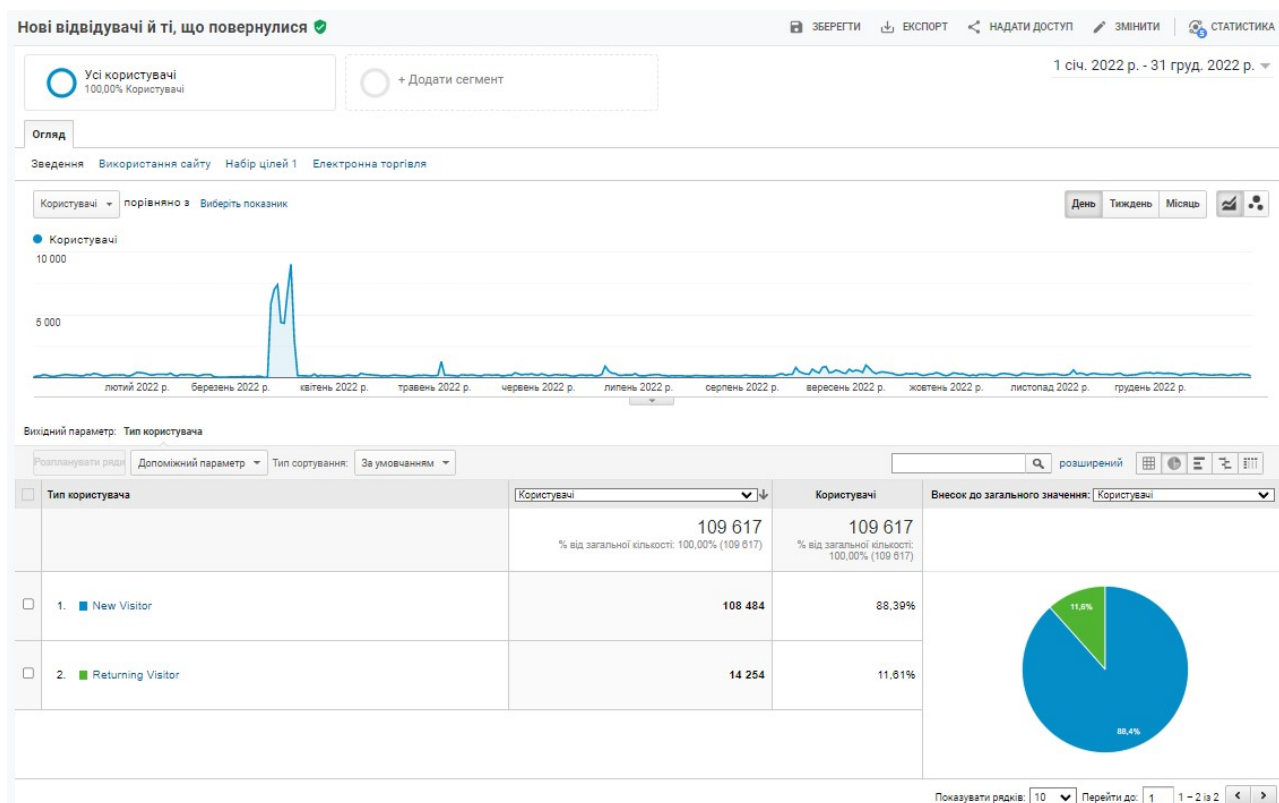 Нові відвідувачі й ті, що повернулися
ЗБЕРЕГТИ ЕКСПОРТ НАДАТИ ДОСТУП ЗМІНИТИ СТАТИСТИКА
5
Усі користувачі
100,00% Користувачі
+ Додати сегмент
1 січ. 2022 р. - 31 груд. 2022 р.
Огляд
Зведення Використання сайту Набір цілей 1 Електронна торгівля
Користувачі порівняно з Виберіть показник
День Тиждень Місяць
Користувачі
10 000
5 000
лютий 2022 р. березень 2022 р. квітень 2022 р. травень 2022 р. червень 2022 р. липень 2022 р. серпень 2022 р. вересень 2022 р. жовтень 2022 р. листопад 2022 р. грудень 2022 р.
Вихідний параметр: Тип користувача
Розпланувати ряди Допоміжний параметр Тип сортування: За умовчанням розширений
Тип користувача Користувачі Користувачі Внесок до загального значення: Користувачі
109 617 109 617
% від загальної кількості: 100,00% (109 617) % від загальної кількості:
100,00% (109 617)
1. New Visitor 108 484 88,39%
2. Returning Visitor 14 254 11,61%
11,6%
88,4%
Показувати рядків: 10 Перейти до: 1 1 – 2 із 2